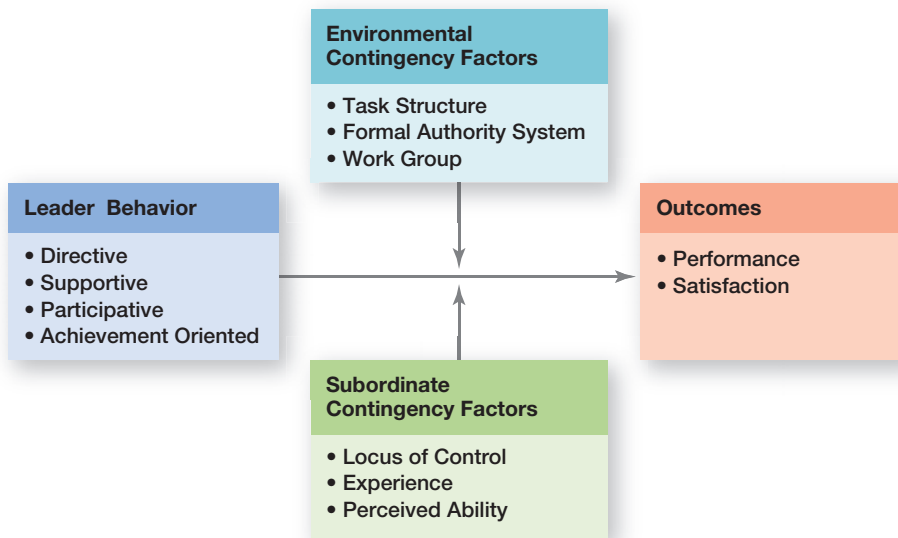 Environmental
Contingency Factors
• Task Structure
• Formal Authority System
• Work Group
Leader Behavior
• Directive
• Supportive
• Participative
• Achievement Oriented
Outcomes
• Performance
• Satisfaction
Subordinate
Contingency Factors
• Locus of Control
• Experience
• Perceived Ability